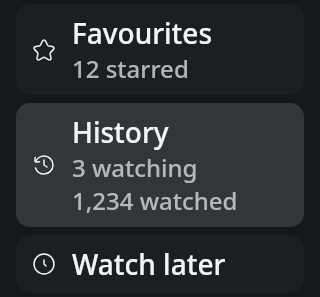 Favourites
12 starred
History
3 watching
1,234 watched
Watch later